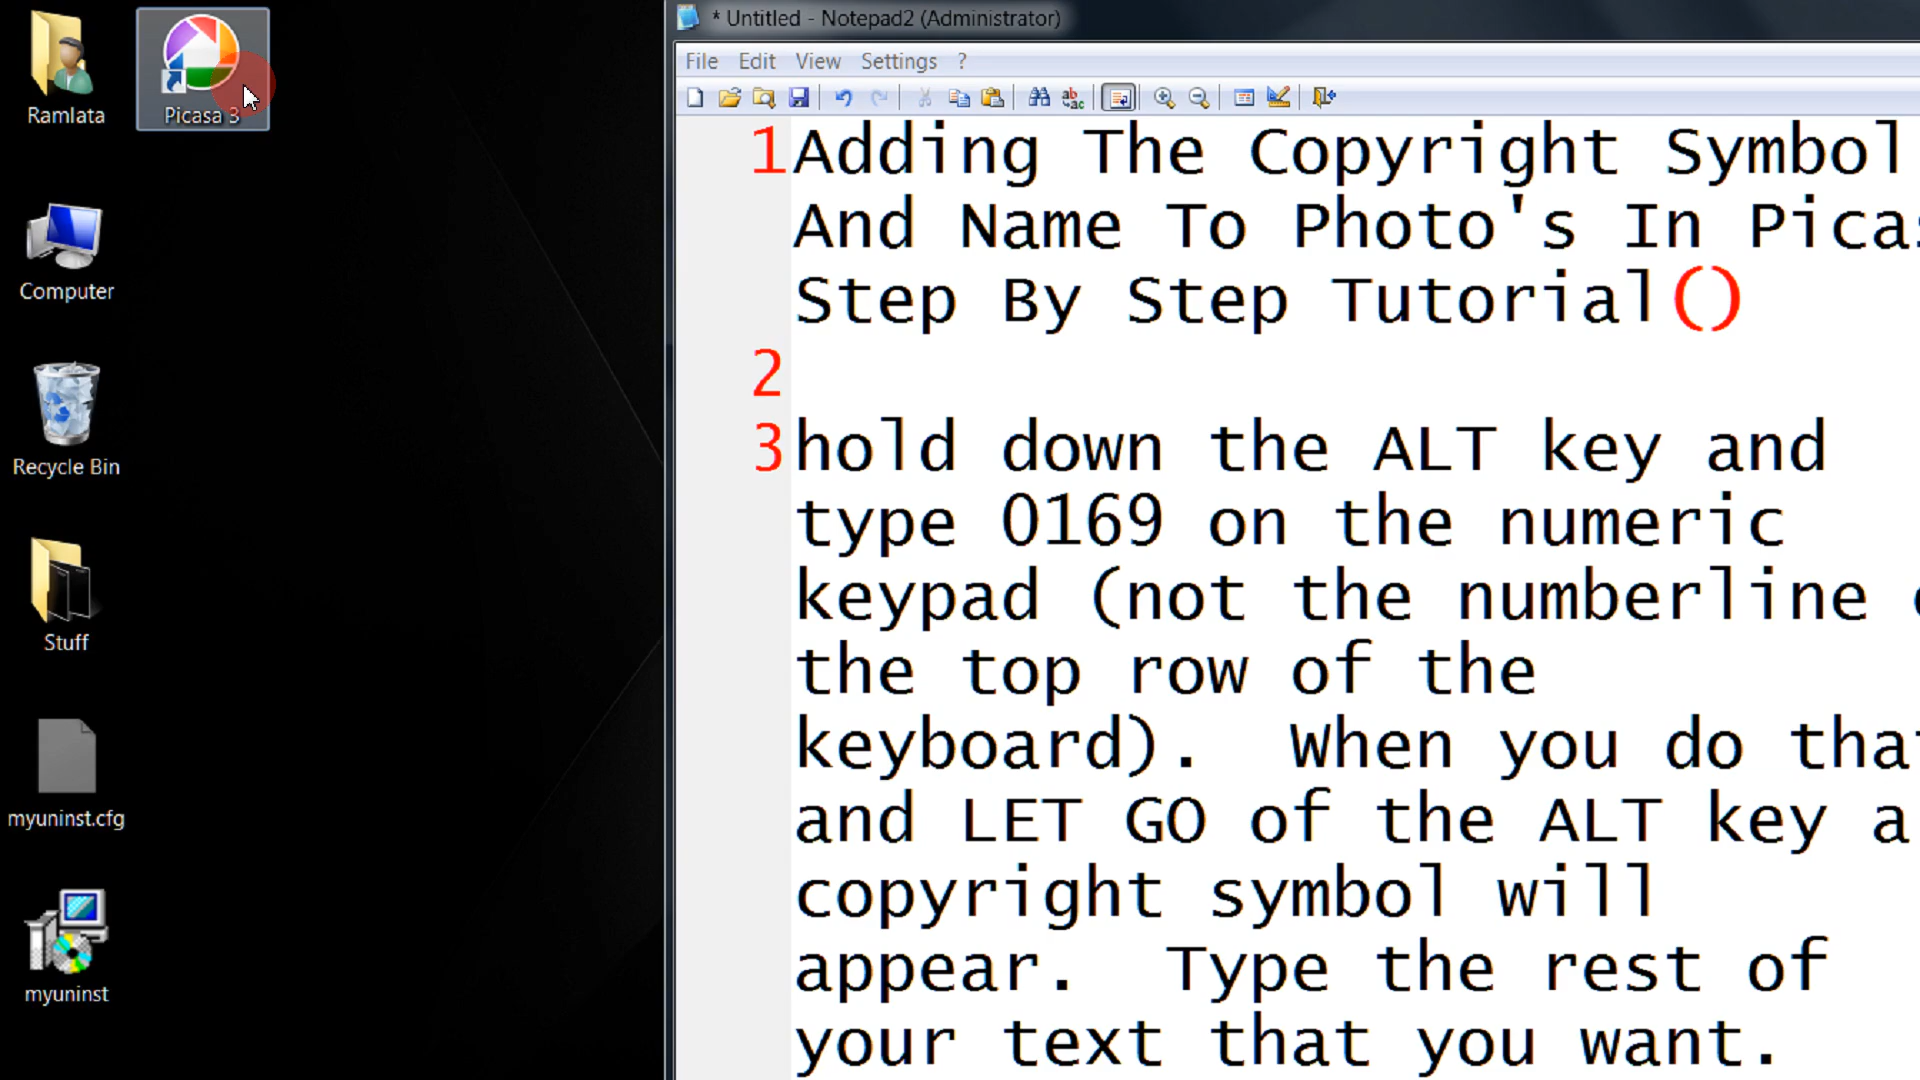 Ramlata
Picasa 3
Computer
Recycle Bin
Stuff
myuninst.cfg
myuninst
* Untitled - Notepad2 (Administrator)
File Edit View Settings ?
1 Adding The Copyright Symbol
And Name To Photo's In
Step By Step Tutorial()
2
3 hold down the ALT key and
type 0169 on the numeric
keypad (not the numberline
the top row of the
keyboard).  When you do
and LET GO of the ALT key a
copyright symbol will
appear.  Type the rest of
your text that you want.